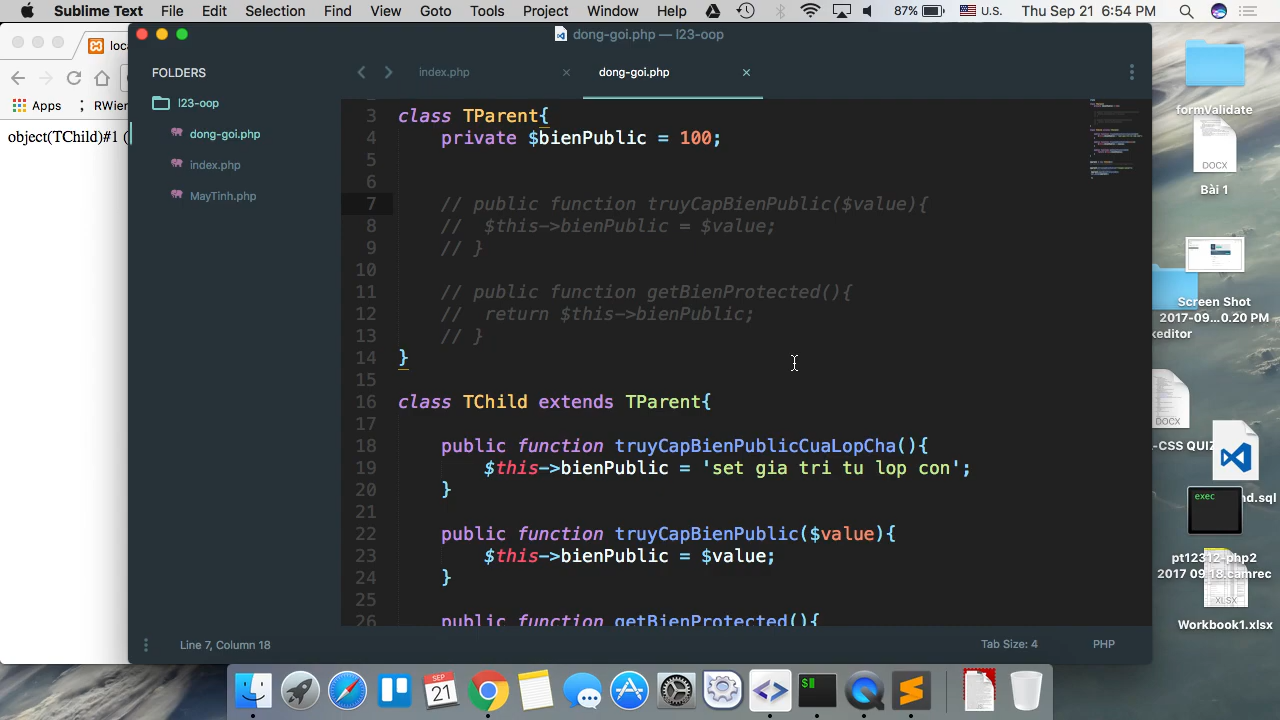 Sublime Text File Edit Selection Find View Goto Tools Project Window Help 87% U.S. Thu Sep 21 6:54 PM
dong-goi.php — l23-oop
FOLDERS
l23-oop
dong-goi.php
index.php
MayTinh.php
index.php
dong-goi.php
3 class TParent{
4 private $bienPublic = 100;
5
6
7 // public function truyCapBienPublic($value){
8 // $this->bienPublic = $value;
9 // }
10
11 // public function getBienProtected(){
12 // return $this->bienPublic;
13 // }
14 }
15
16 class TChild extends TParent{
17
18 public function truyCapBienPublicCuaLopCha(){
19 $this->bienPublic = 'set gia tri tu lop con';
20 }
21
22 public function truyCapBienPublic($value){
23 $this->bienPublic = $value;
24 }
25
26 public function getBienProtected(){
Line 7, Column 18
Tab Size: 4
PHP
loca
Apps
RWien
object(TChild)#1 (
formValidate
DOCX
Bài 1
Screen Shot
2017-09...0.20 PM
keditor
DOCX
-CSS QUIZ
nd.sql
exec
pt12312-php2
2017 09 18.camrec
XLSX
Workbook1.xlsx
SEP
21